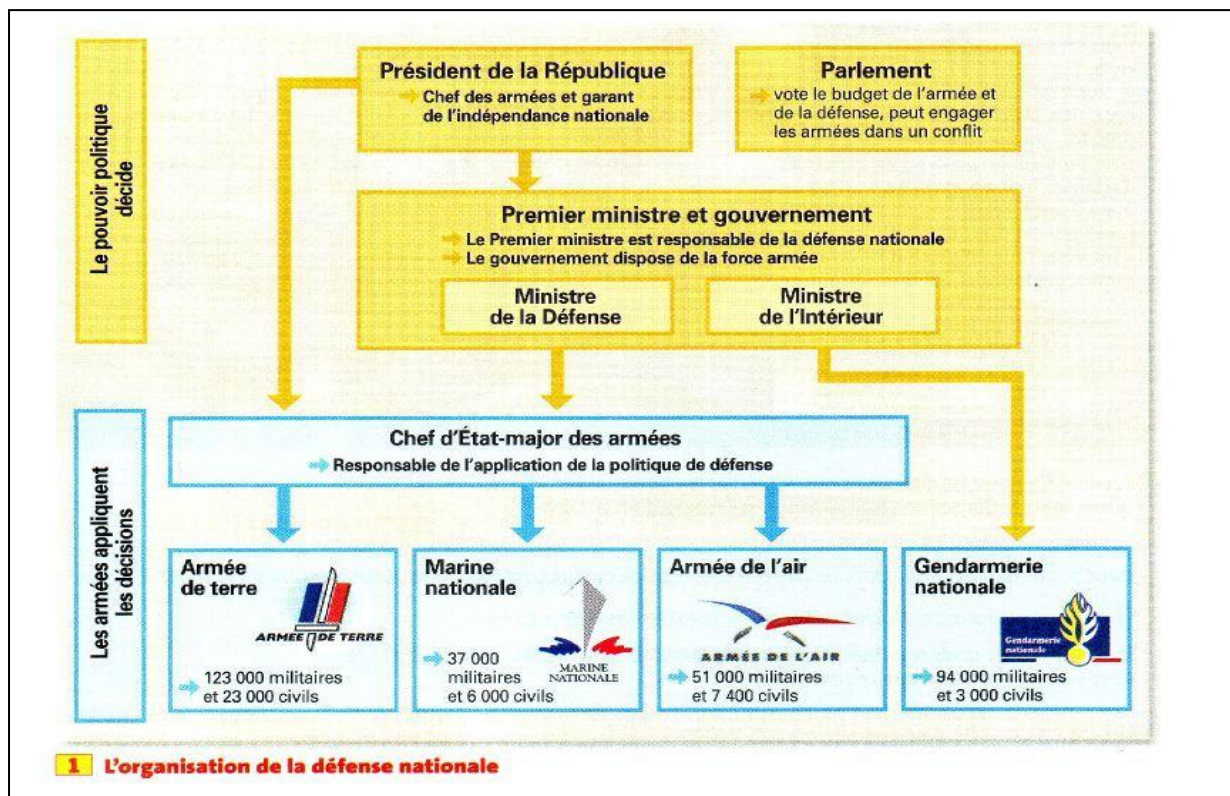 Le pouvoir politique
décide
Président de la République
Chef des armées et garant
de l'indépendance nationale
Parlement
vote le budget de l'armée et
de la défense, peut engager
les armées dans un conflit
Premier ministre et gouvernement
Le Premier ministre est responsable de la défense nationale
Le gouvernement dispose de la force armée
Ministre
de la Défense
Ministre
de l'Intérieur
Les armées appliquent
les décisions
Chef d'État-major des armées
Responsable de l'application de la politique de défense
Armée
de terre
ARMÉE DE TERRE
123 000 militaires
et 23 000 civils
Marine
nationale
MARINE
NATIONALE
37 000
militaires
et 6 000 civils
Armée de l'air
ARMÉE DE L'AIR
51 000 militaires
et 7 400 civils
Gendarmerie
nationale
Gendarmerie
nationale
94 000 militaires
et 3 000 civils
1 L'organisation de la défense nationale